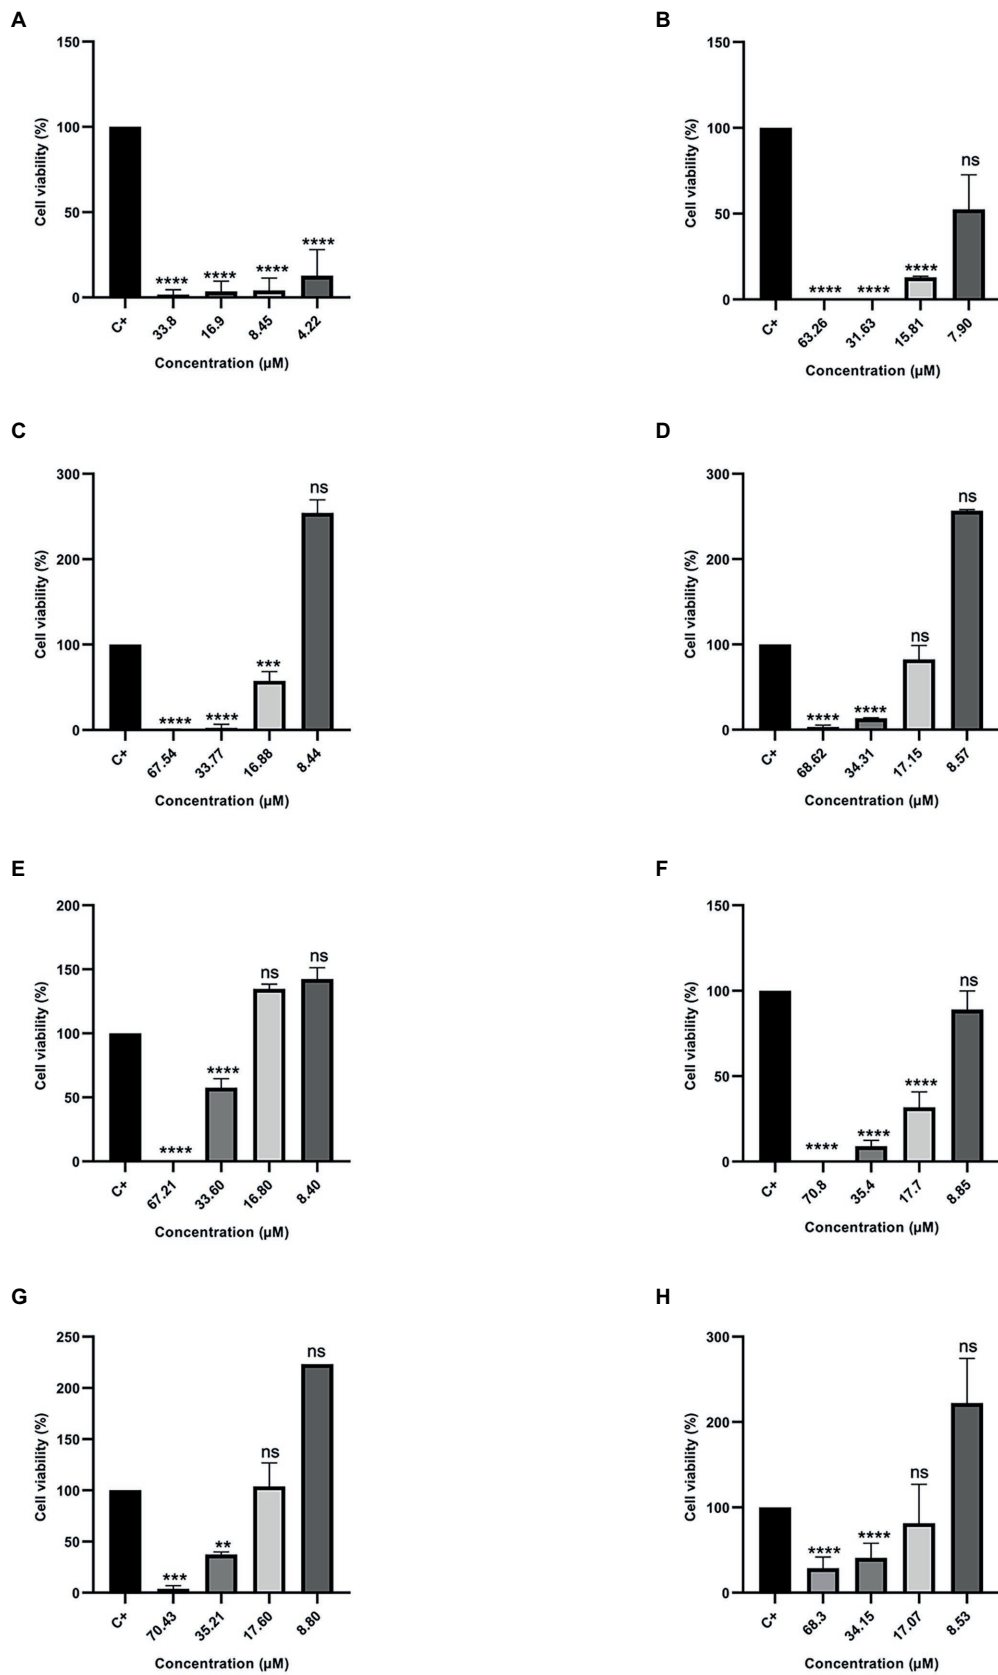 A
Cell viability (%)
150
100
50
0
****
****
****
****
C+
33.8
16.9
8.45
4.22
Concentration (µM)
B
Cell viability (%)
150
100
50
0
****
****
****
ns
C+
63.26
31.63
15.81
7.90
Concentration (µM)
C
Cell viability (%)
300
200
100
0
****
****
***
ns
C+
67.54
33.77
16.88
8.44
Concentration (µM)
D
Cell viability (%)
300
200
100
0
****
****
ns
ns
C+
68.62
34.31
17.15
8.57
Concentration (µM)
E
Cell viability (%)
200
150
100
50
0
****
****
ns
ns
C+
67.21
33.60
16.80
8.40
Concentration (µM)
F
Cell viability (%)
150
100
50
0
****
****
****
ns
C+
70.8
35.4
17.7
8.85
Concentration (µM)
G
Cell viability (%)
250
200
150
100
50
0
***
**
ns
ns
C+
70.43
35.21
17.60
8.80
Concentration (µM)
H
Cell viability (%)
300
200
100
0
****
****
ns
ns
C+
68.3
34.15
17.07
8.53
Concentration (µM)